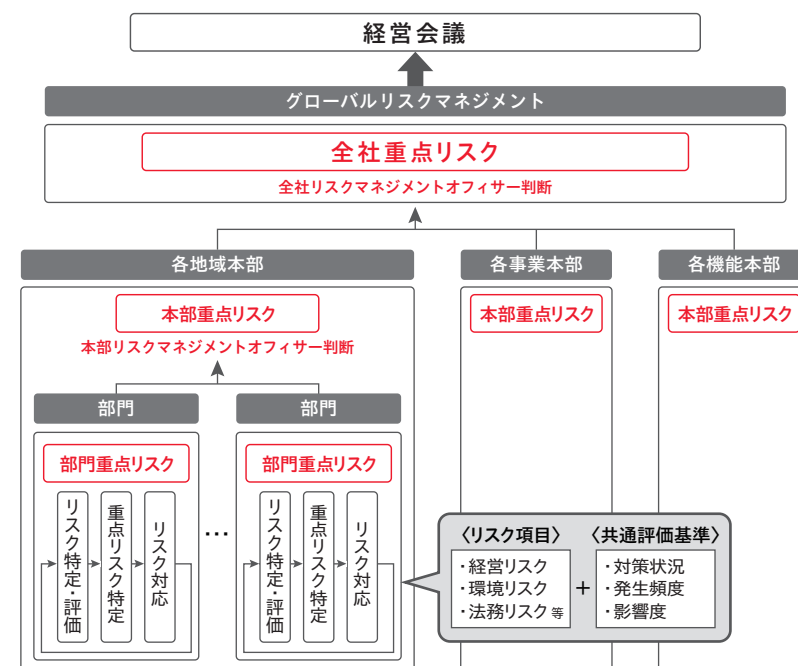 経営会議
グローバルリスクマネジメント
全社重点リスク
全社リスクマネジメントオフィサー判断
各地域本部
各事業本部
各機能本部
本部重点リスク
本部リスクマネジメントオフィサー判断
本部重点リスク
本部重点リスク
部門
部門
部門重点リスク
リスク特定・評価
重点リスク特定
リスク対応
…
部門重点リスク
リスク特定・評価
重点リスク特定
リスク対応
〈リスク項目〉
・経営リスク
・環境リスク
・法務リスク等
+
〈共通評価基準〉
・対策状況
・発生頻度
・影響度